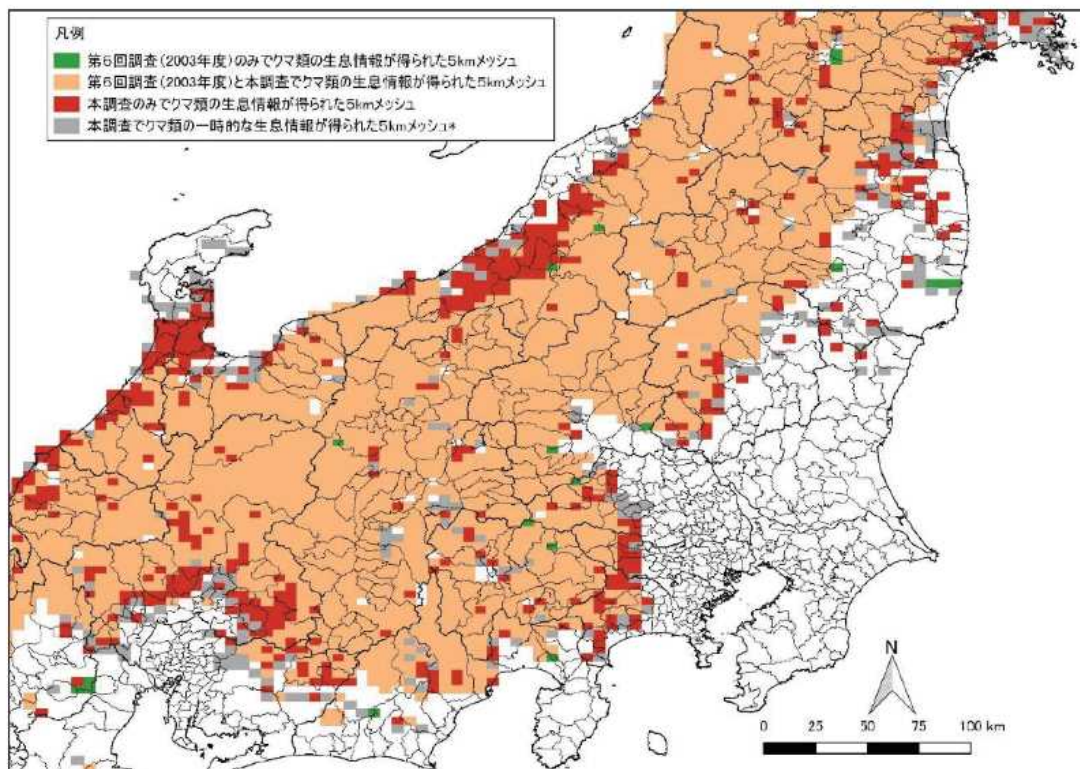 凡例
第6回調査(2003年度)のみでクマ類の生息情報が得られた5kmメッシュ
第6回調査(2003年度)と本調査でクマ類の生息情報が得られた5kmメッシュ
本調査のみでクマ類の生息情報が得られた5kmメッシュ
本調査でクマ類の一時的な生息情報が得られた5kmメッシュ*
N
0 25 50 75 100 km